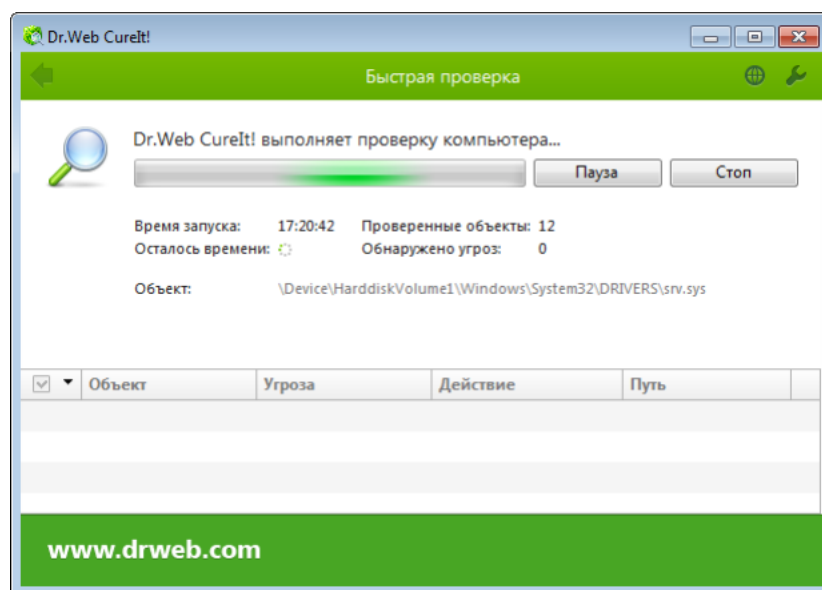 Dr.Web CureIt!
Быстрая проверка
Dr.Web CureIt! выполняет проверку компьютера...
Пауза
Стоп
Время запуска: 17:20:42 Проверенные объекты: 12
Осталось времени: Обнаружено угроз: 0
Объект: \Device\HarddiskVolume1\Windows\System32\DRIVERS\srv.sys
Объект Угроза Действие Путь
www.drweb.com